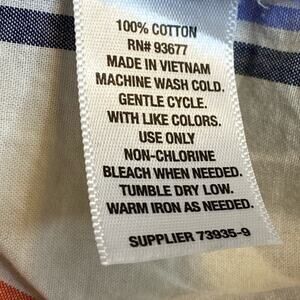 100% COTTON
RN# 93677
MADE IN VIETNAM
MACHINE WASH COLD.
GENTLE CYCLE.
WITH LIKE COLORS.
USE ONLY
NON-CHLORINE
BLEACH WHEN NEEDED.
TUMBLE DRY LOW.
WARM IRON AS NEEDED.
SUPPLIER 73935-9